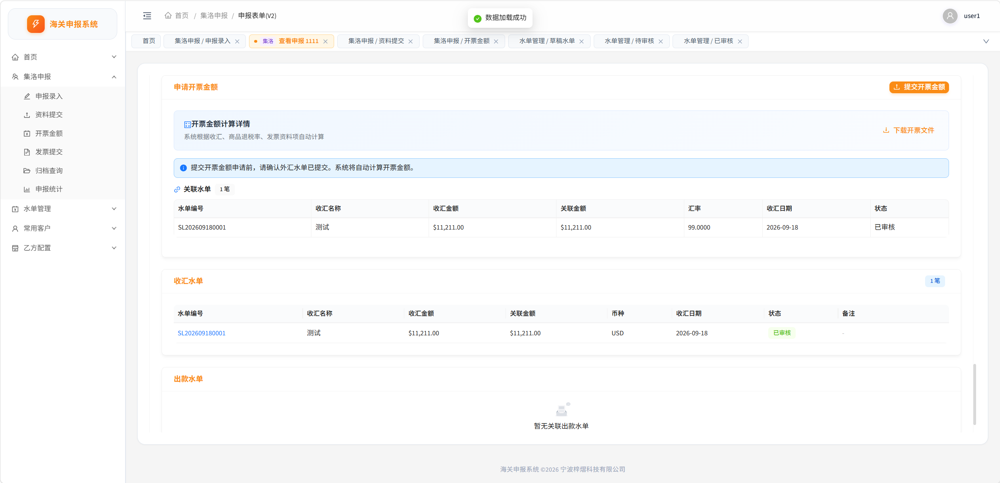 海关申报系统
首页
集洛申报
申报录入
资料提交
开票金额
发票提交
归档查询
申报统计
水单管理
常用客户
乙方配置
首页 / 集洛申报 / 申报表单(V2)
数据加载成功
user1
首页
集洛申报 / 申报录入
集洛 查看申报 1111
集洛申报 / 资料提交
集洛申报 / 开票金额
水单管理 / 草稿水单
水单管理 / 待审核
水单管理 / 已审核
申请开票金额
提交开票金额
开票金额计算详情
系统根据收汇、商品退税率、发票资料项自动计算
下载开票文件
提交开票金额申请前，请确认外汇水单已提交。系统将自动计算开票金额。
关联水单 1 笔
水单编号 收汇名称 收汇金额 关联金额 汇率 收汇日期 状态
SL202609180001 测试 $11,211.00 $11,211.00 99.0000 2026-09-18 已审核
收汇水单
1 笔
水单编号 收汇名称 收汇金额 关联金额 币种 收汇日期 状态 备注
SL202609180001 测试 $11,211.00 $11,211.00 USD 2026-09-18 已审核 -
出款水单
暂无关联出款水单
海关申报系统 ©2026 宁波梓熠科技有限公司